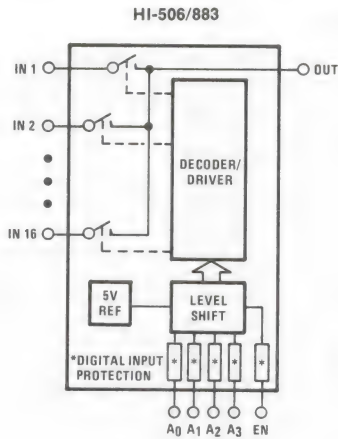 HI-506/883
IN 1
OUT
IN 2
DECODER/
DRIVER
IN 16
5V
REF
LEVEL
SHIFT
*DIGITAL INPUT
PROTECTION
* * * * *
A0 A1 A2 A3 EN